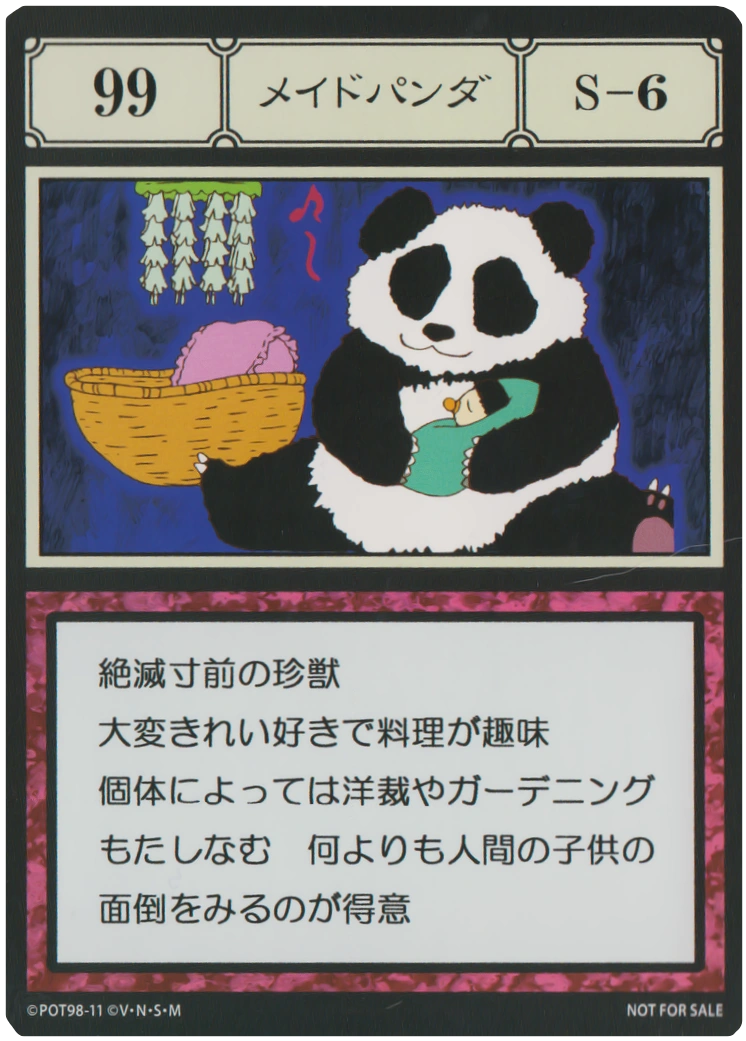 99
メイドパンダ
S-6
絶滅寸前の珍獣
大変きれい好きで料理が趣味
個体によっては洋裁やガーデニング
もたしなむ　何よりも人間の子供の
面倒をみるのが得意
©POT98-11 ©V・N・S・M
NOT FOR SALE